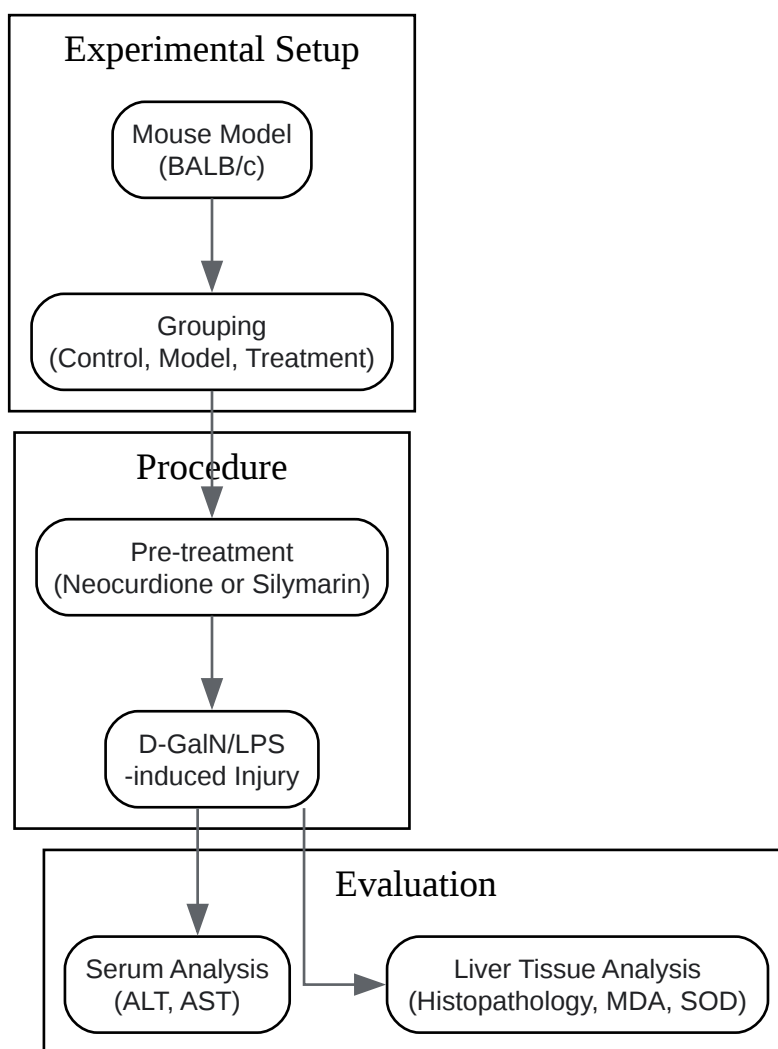 Experimental Setup
Mouse Model
(BALB/c)
Grouping
(Control, Model, Treatment)
Procedure
Pre-treatment
(Neocurdione or Silymarin)
D-GalN/LPS
-induced Injury
Evaluation
Serum Analysis
(ALT, AST)
Liver Tissue Analysis
(Histopathology, MDA, SOD)